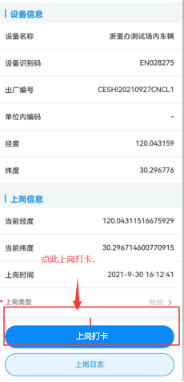 设备信息
设备名称 浙里办测试场内车辆
设备识别码 EN028275
出厂编号 CESHI20210927CNCL1
单位内编码 -
经度 120.043159
纬度 30.296776
上岗信息
当前经度 120.04311516675929
当前纬度 30.296714600770915
点此上岗打卡。
上岗时间 2021-9-30 16:12:41
* 上岗类型 >
上岗打卡
上岗日志